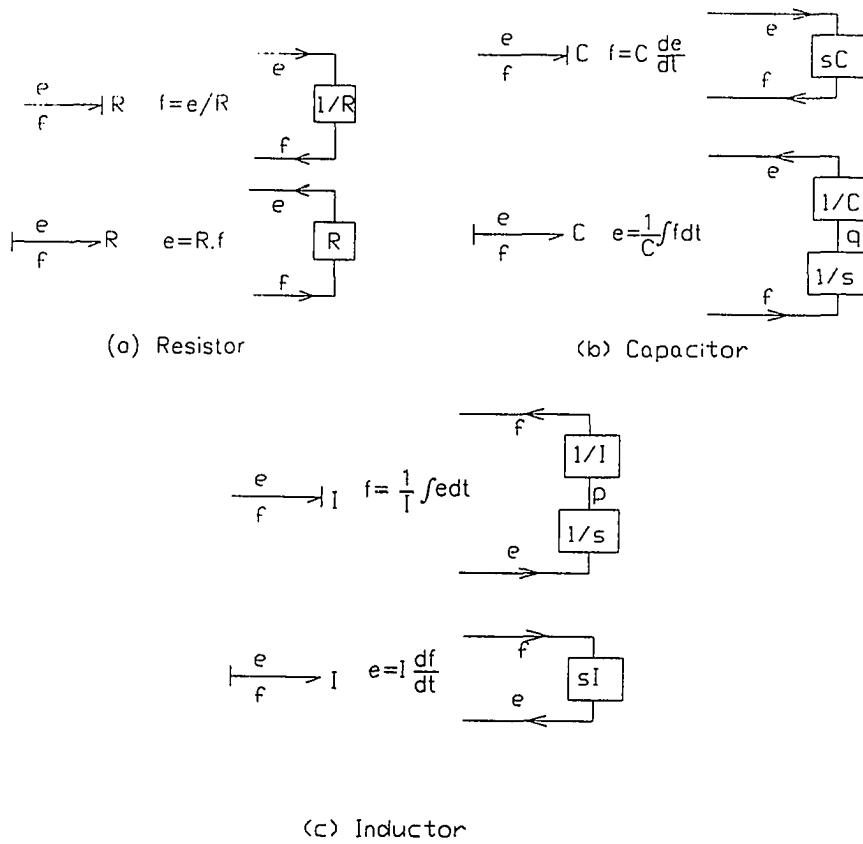 e
f
R f=e/R
e
1/R
f
e
f
R e=R.f
e
R
f
(a) Resistor
e
f
C f=C de/dt
e
sC
f
e
f
C e=1/C ∫fdt
e
1/C
q
1/s
f
(b) Capacitor
e
f
I f= 1/I ∫edt
f
1/I
p
1/s
e
e
f
I e=I df/dt
f
sI
e
(c) Inductor